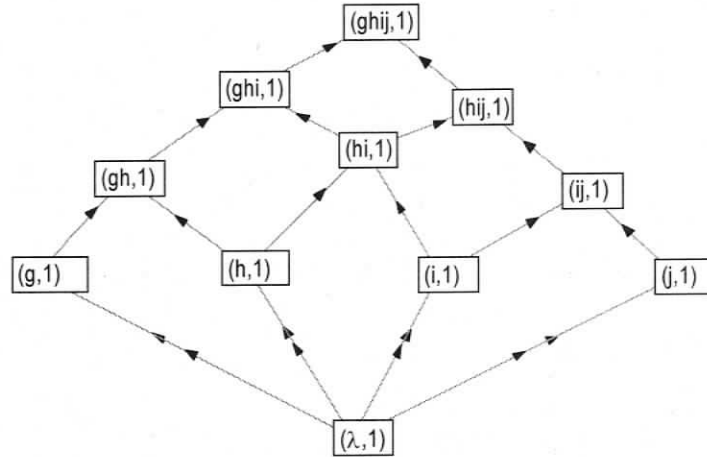 (ghij,1)
(ghi,1)
(hij,1)
(hi,1)
(gh,1)
(ij,1)
(g,1)
(h,1)
(i,1)
(j,1)
(λ,1)